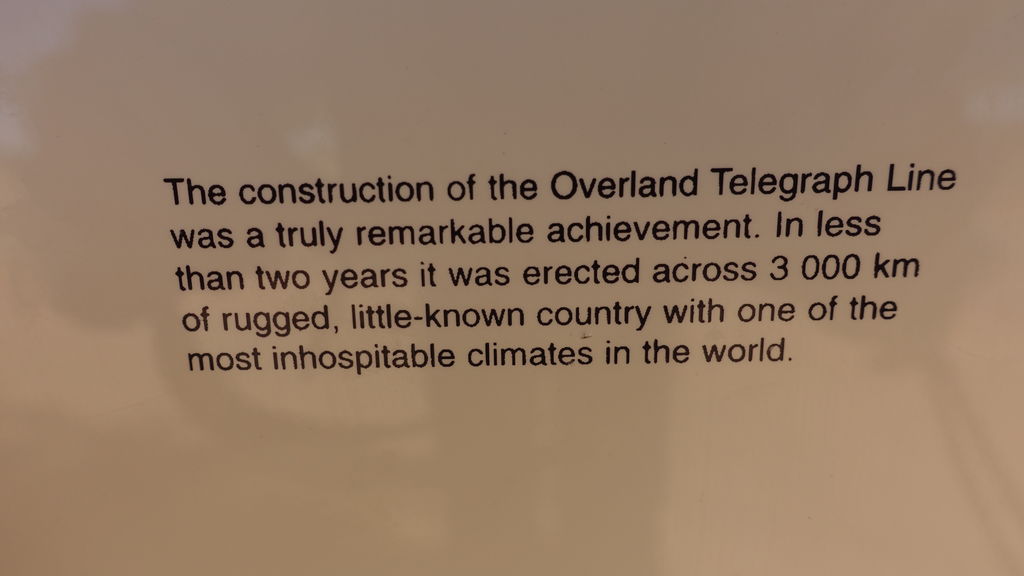 The construction of the Overland Telegraph Line
was a truly remarkable achievement. In less
than two years it was erected across 3 000 km
of rugged, little-known country with one of the
most inhospitable climates in the world.